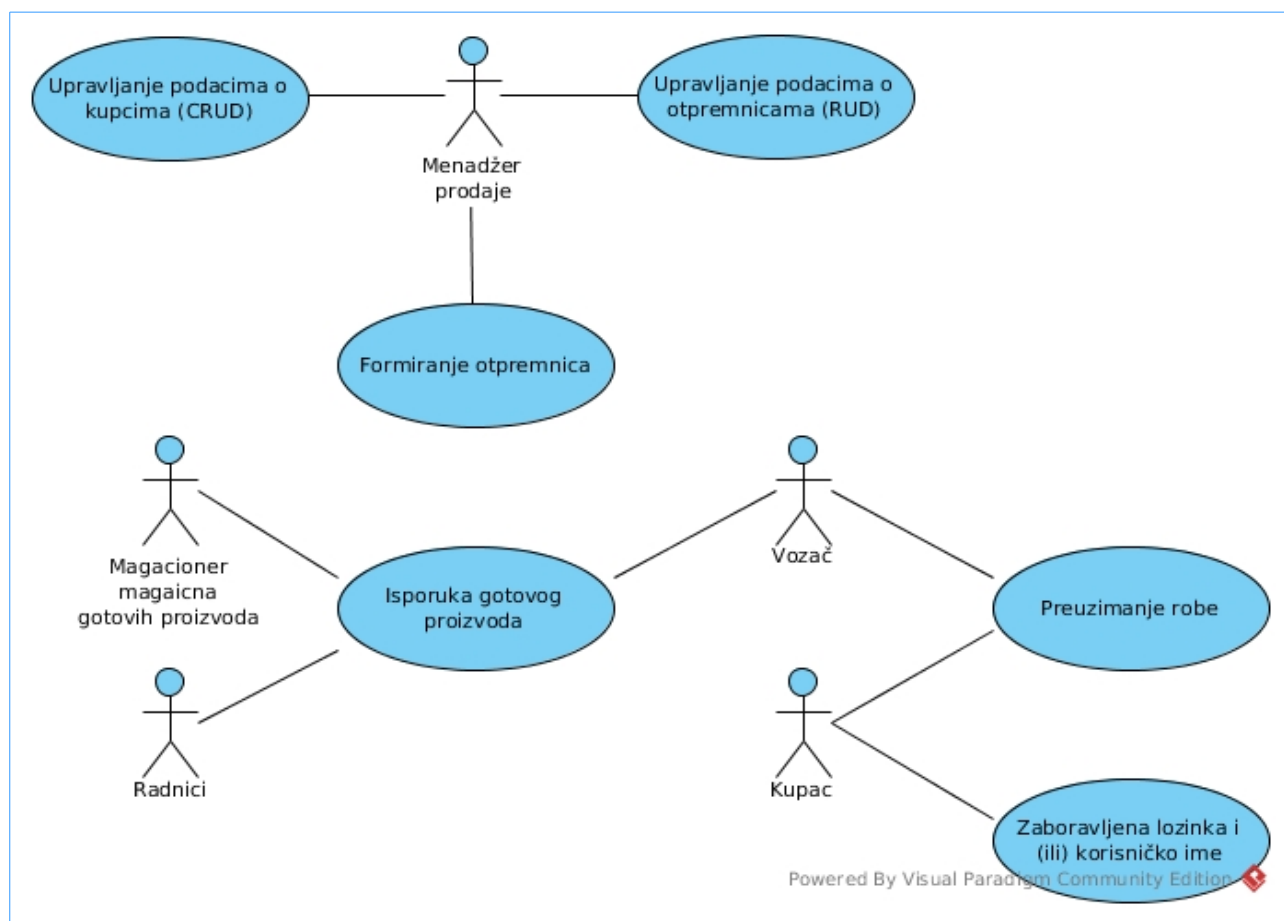 Upravljanje podacima o
kupcima (CRUD)
Menadžer
prodaje
Upravljanje podacima o
otpremnicama (RUD)
Formiranje otpremnica
Magacioner
magaicna
gotovih proizvoda
Isporuka gotovog
proizvoda
Vozač
Preuzimanje robe
Radnici
Kupac
Zaboravljena lozinka i
(ili) korisničko ime
Powered By Visual Paradigm Community Edition